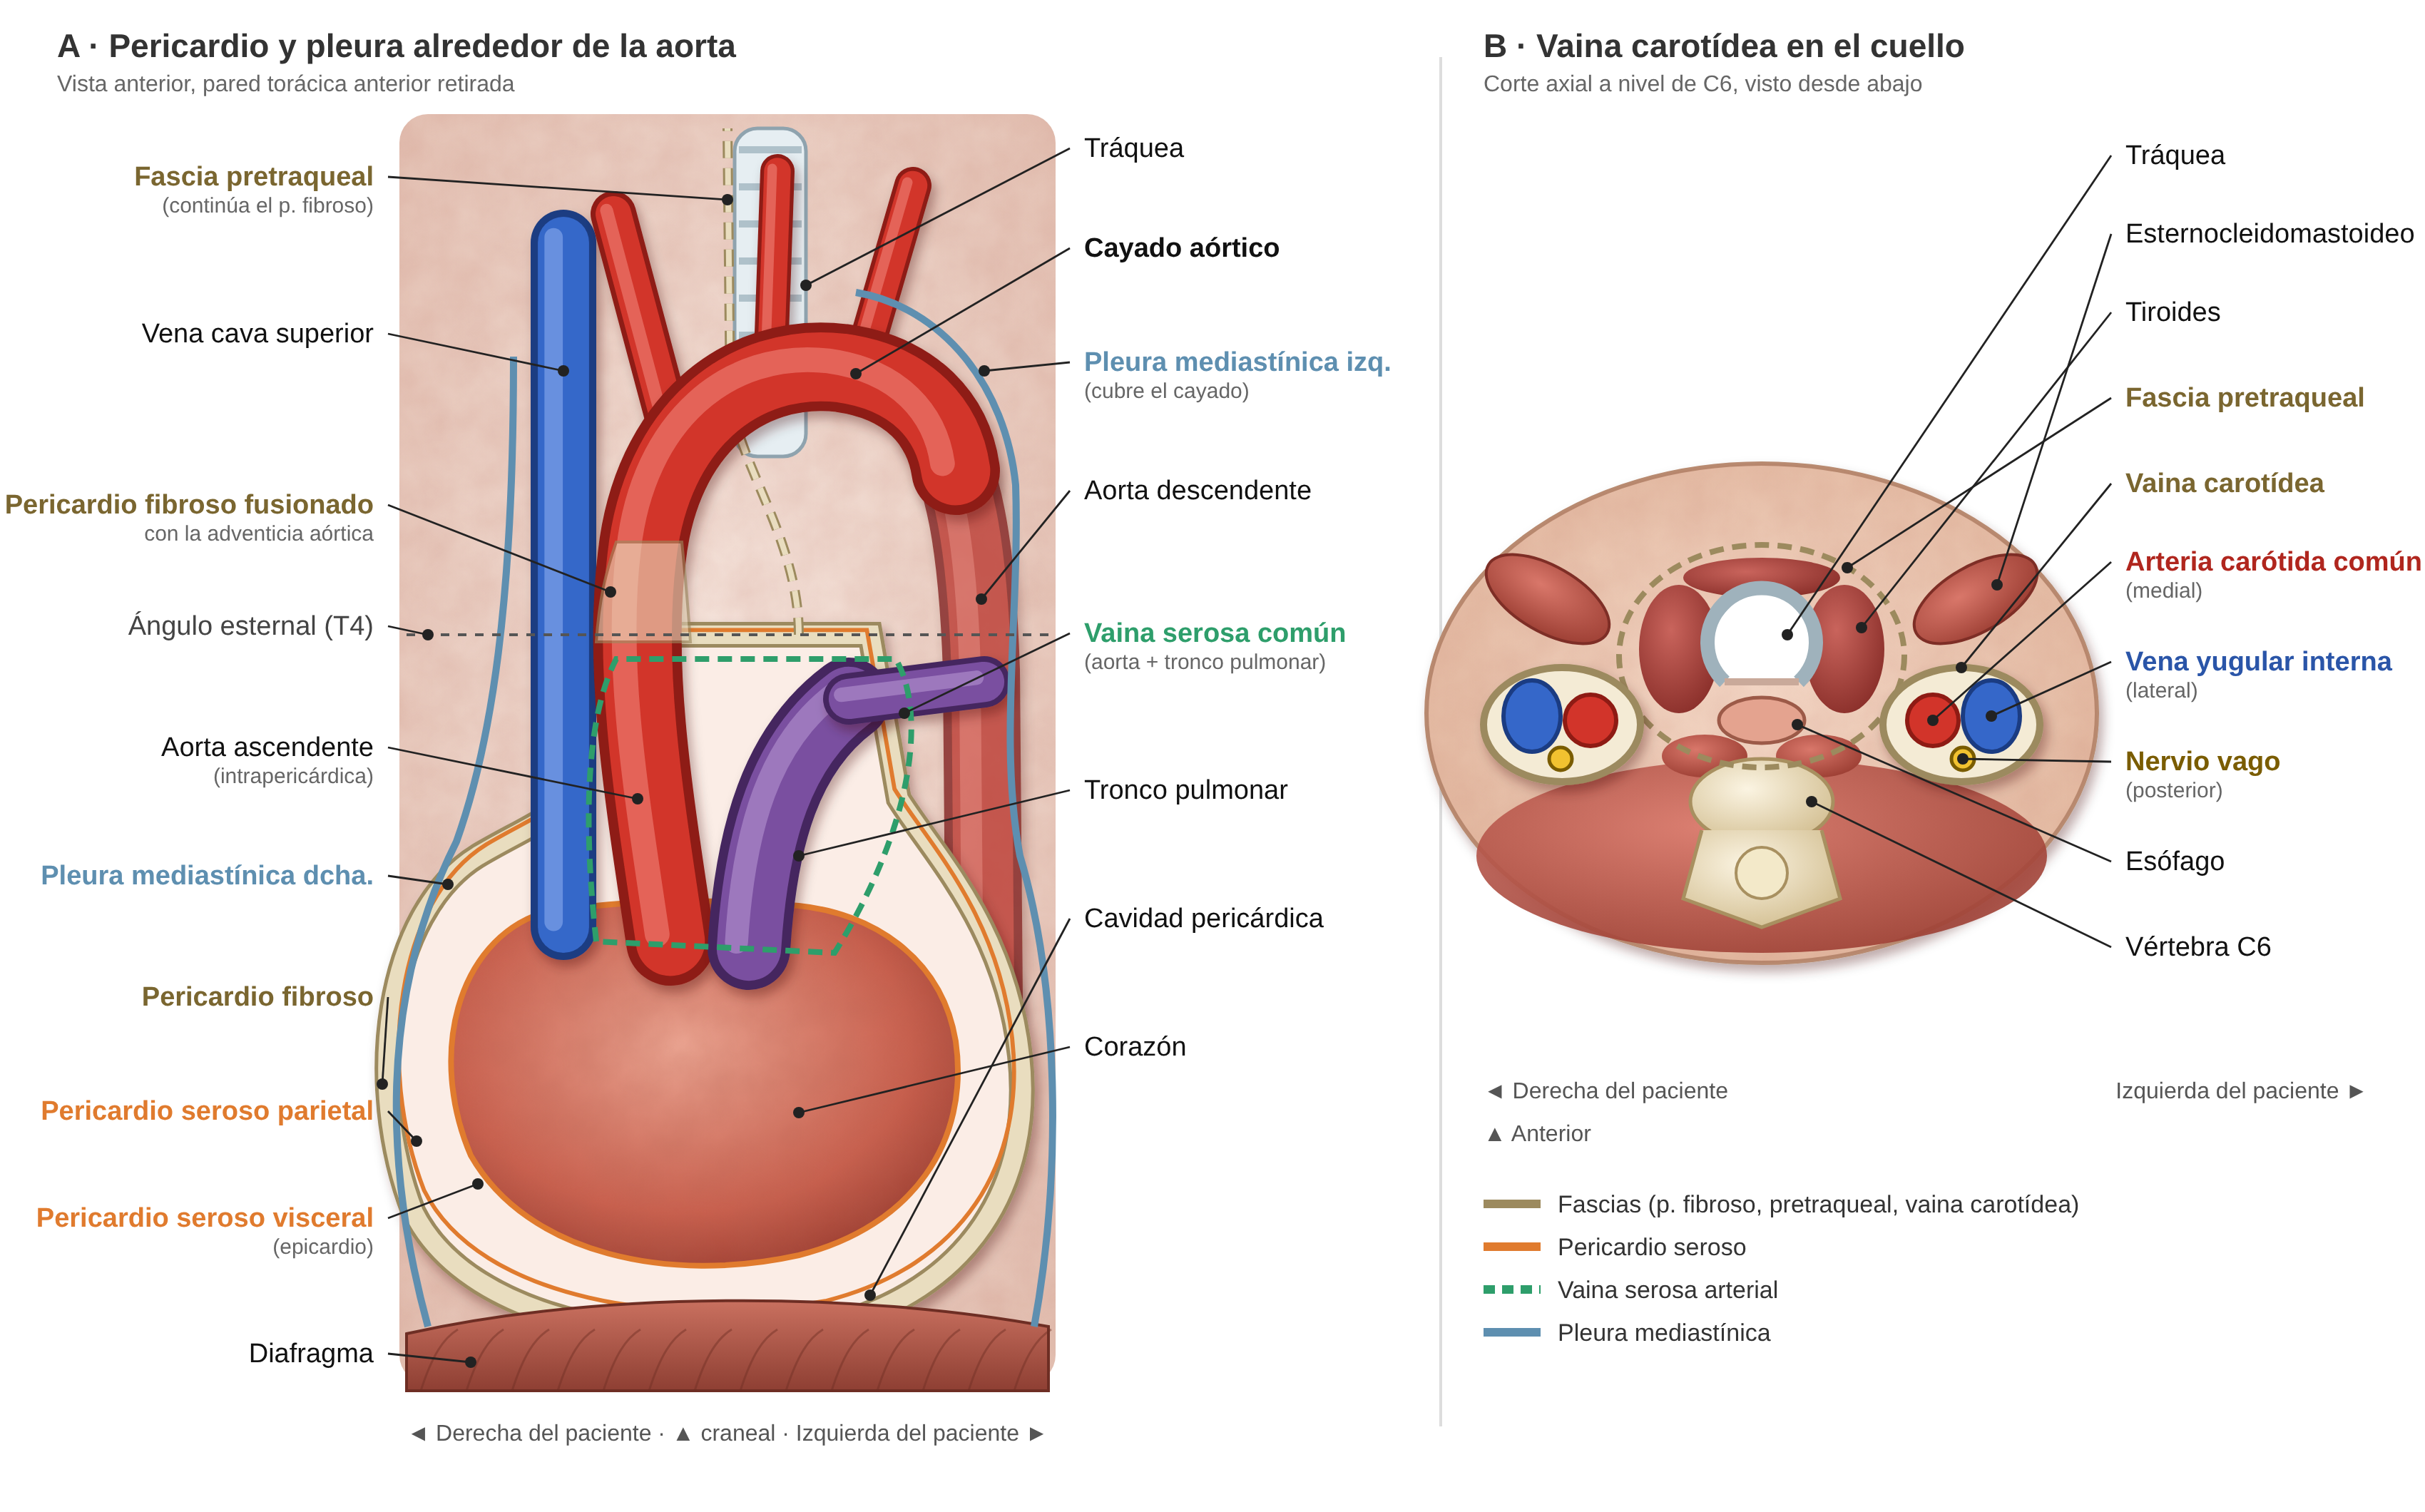 A · Pericardio y pleura alrededor de la aorta
Vista anterior, pared torácica anterior retirada
Fascia pretraqueal
(continúa el p. fibroso)
Vena cava superior
Pericardio fibroso fusionado
con la adventicia aórtica
Ángulo esternal (T4)
Aorta ascendente
(intrapericárdica)
Pleura mediastínica dcha.
Pericardio fibroso
Pericardio seroso parietal
Pericardio seroso visceral
(epicardio)
Diafragma
Tráquea
Cayado aórtico
Pleura mediastínica izq.
(cubre el cayado)
Aorta descendente
Vaina serosa común
(aorta + tronco pulmonar)
Tronco pulmonar
Cavidad pericárdica
Corazón
◄ Derecha del paciente · ▲ craneal · Izquierda del paciente ►
B · Vaina carotídea en el cuello
Corte axial a nivel de C6, visto desde abajo
Tráquea
Esternocleidomastoideo
Tiroides
Fascia pretraqueal
Vaina carotídea
Arteria carótida común
(medial)
Vena yugular interna
(lateral)
Nervio vago
(posterior)
Esófago
Vértebra C6
◄ Derecha del paciente
Izquierda del paciente ►
▲ Anterior
Fascias (p. fibroso, pretraqueal, vaina carotídea)
Pericardio seroso
Vaina serosa arterial
Pleura mediastínica